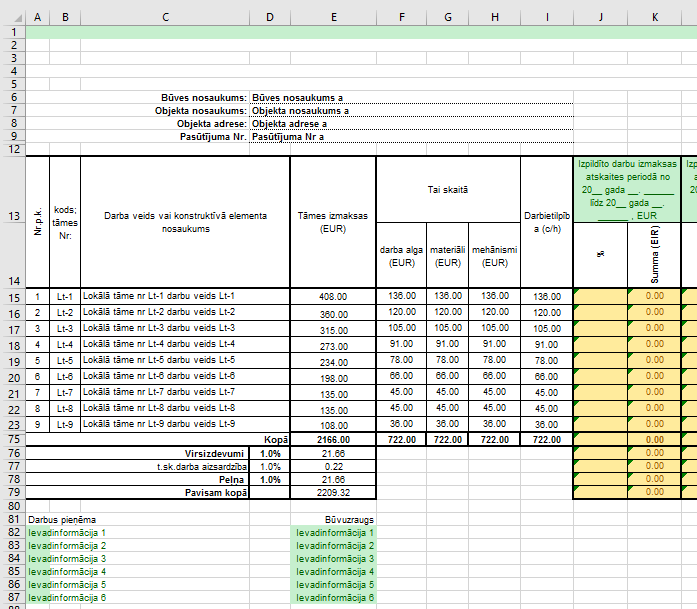 A B C D E F G H I J K
1
2
3
4
5
6 Būves nosaukums: Būves nosaukums a
7 Objekta nosaukums: Objekta nosaukums a
8 Objekta adrese: Objekta adrese a
9 Pasūtījuma Nr. Pasūtījuma Nr a
12
13 Nr.p.k. kods; tāmes Nr: Darba veids vai konstruktīvā elementa nosaukums Tāmes izmaksas (EUR) Tai skaitā Darbietilpība (c/h) Izpildīto darbu izmaksas atskaites periodā no 20__ gada __. ______ līdz 20__ gada __. ______ , EUR
14 darba alga (EUR) materiāli (EUR) mehānismi (EUR) Summa (EIR)
15 1 Lt-1 Lokālā tāme nr Lt-1 darbu veids Lt-1 408.00 136.00 136.00 136.00 136.00 0.00
16 2 Lt-2 Lokālā tāme nr Lt-2 darbu veids Lt-2 360.00 120.00 120.00 120.00 120.00 0.00
17 3 Lt-3 Lokālā tāme nr Lt-3 darbu veids Lt-3 315.00 105.00 105.00 105.00 105.00 0.00
18 4 Lt-4 Lokālā tāme nr Lt-4 darbu veids Lt-4 273.00 91.00 91.00 91.00 91.00 0.00
19 5 Lt-5 Lokālā tāme nr Lt-5 darbu veids Lt-5 234.00 78.00 78.00 78.00 78.00 0.00
20 6 Lt-6 Lokālā tāme nr Lt-6 darbu veids Lt-6 198.00 66.00 66.00 66.00 66.00 0.00
21 7 Lt-7 Lokālā tāme nr Lt-7 darbu veids Lt-7 135.00 45.00 45.00 45.00 45.00 0.00
22 8 Lt-8 Lokālā tāme nr Lt-8 darbu veids Lt-8 135.00 45.00 45.00 45.00 45.00 0.00
23 9 Lt-9 Lokālā tāme nr Lt-9 darbu veids Lt-9 108.00 36.00 36.00 36.00 36.00 0.00
75 Kopā 2166.00 722.00 722.00 722.00 722.00 0.00
76 Virsizdevumi 1.0% 21.66 0.00
77 t.sk.darba aizsardzība 1.0% 0.22 0.00
78 Peļņa 1.0% 21.66 0.00
79 Pavisam kopā 2209.32 0.00
80
81 Darbus pieņēma Būvuzraugs
82 Ievadinformācija 1 Ievadinformācija 1
83 Ievadinformācija 2 Ievadinformācija 2
84 Ievadinformācija 3 Ievadinformācija 3
85 Ievadinformācija 4 Ievadinformācija 4
86 Ievadinformācija 5 Ievadinformācija 5
87 Ievadinformācija 6 Ievadinformācija 6